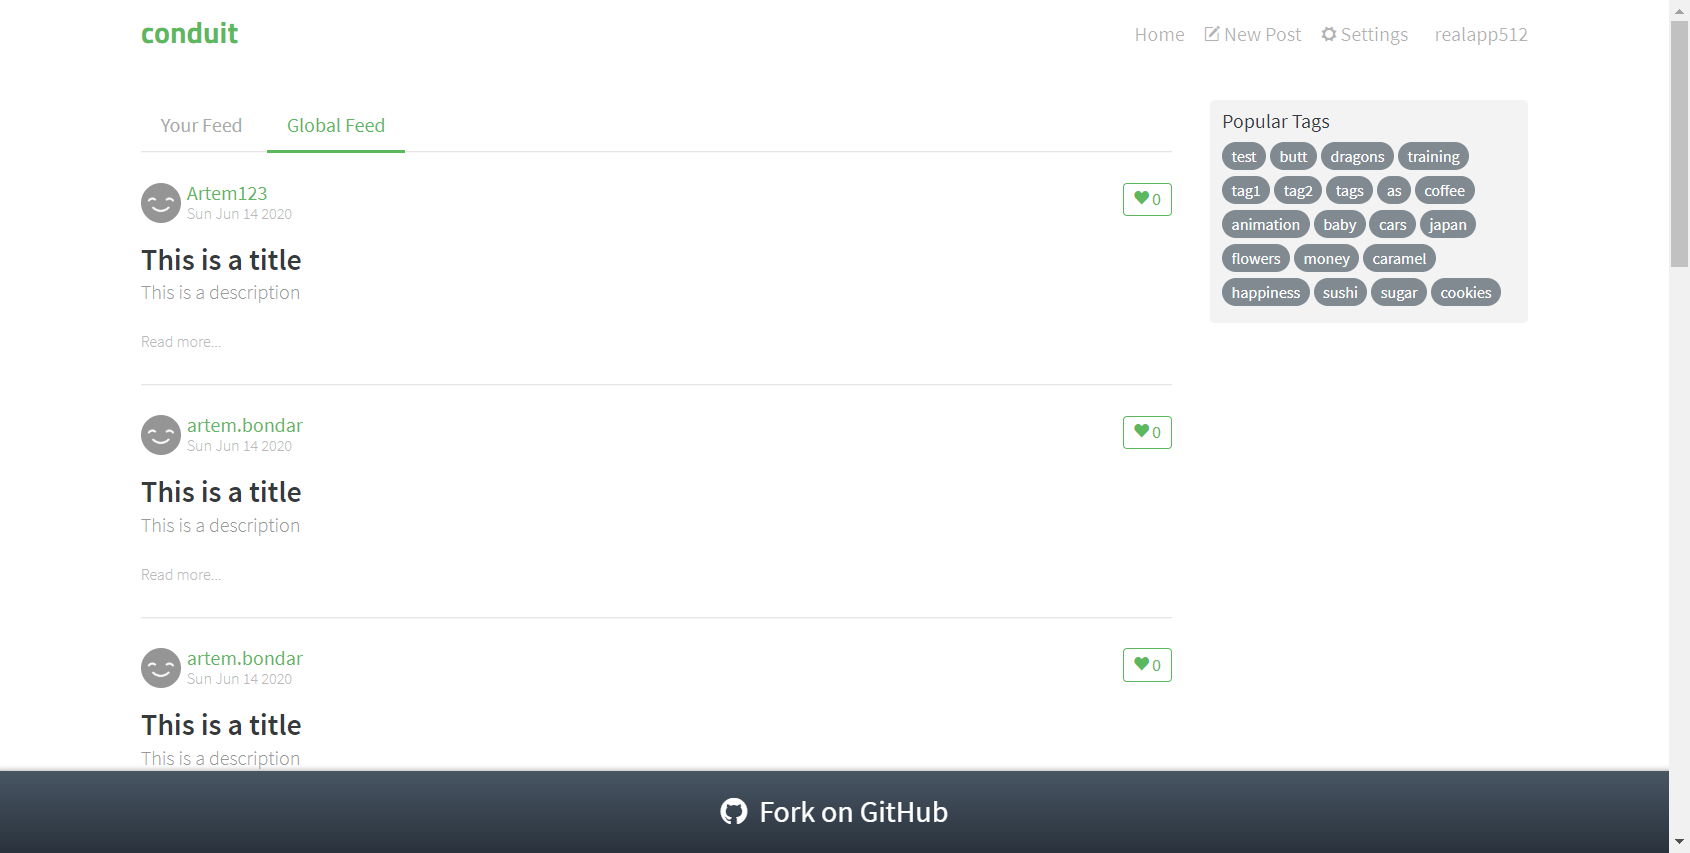 conduit
Home New Post Settings realapp512
Your Feed Global Feed
Artem123
Sun Jun 14 2020
0
This is a title
This is a description
Read more...
artem.bondar
Sun Jun 14 2020
0
This is a title
This is a description
Read more...
artem.bondar
Sun Jun 14 2020
0
This is a title
This is a description
Popular Tags
test butt dragons training
tag1 tag2 tags as coffee
animation baby cars japan
flowers money caramel
happiness sushi sugar cookies
Fork on GitHub